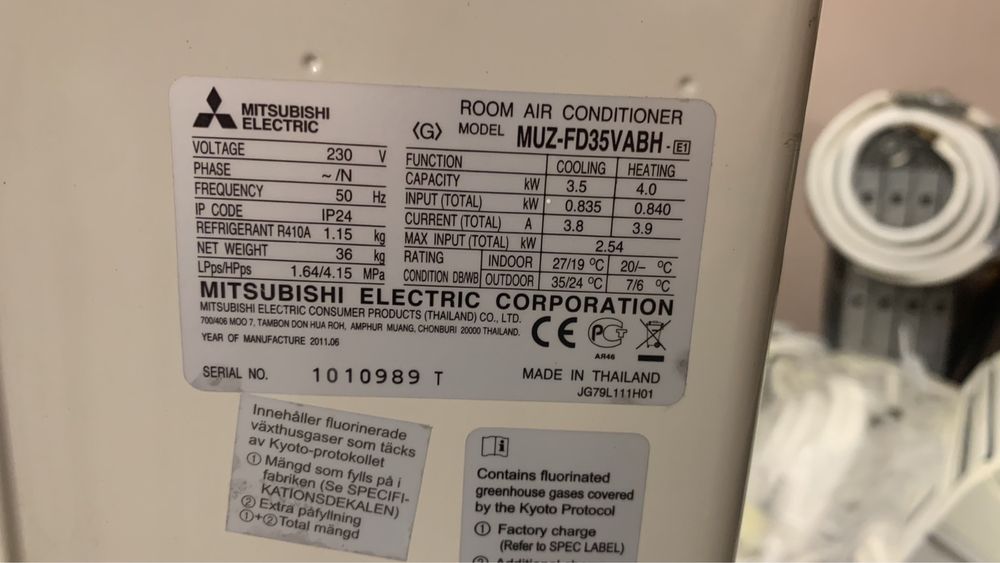 MITSUBISHI
ELECTRIC
ROOM AIR CONDITIONER
⟨G⟩ MODEL MUZ-FD35VABH - E1
VOLTAGE 230 V
PHASE ~ /N
FREQUENCY 50 Hz
IP CODE IP24
REFRIGERANT R410A 1.15 kg
NET WEIGHT 36 kg
LPps/HPps 1.64/4.15 MPa
FUNCTION COOLING HEATING
CAPACITY kW 3.5 4.0
INPUT (TOTAL) kW 0.835 0.840
CURRENT (TOTAL) A 3.8 3.9
MAX INPUT (TOTAL) kW 2.54
RATING INDOOR 27/19 °C 20/– °C
CONDITION DB/WB OUTDOOR 35/24 °C 7/6 °C
MITSUBISHI ELECTRIC CORPORATION
MITSUBISHI ELECTRIC CONSUMER PRODUCTS (THAILAND) CO., LTD.
700/406 MOO 7, TAMBON DON HUA ROH, AMPHUR MUANG, CHONBURI 20000 THAILAND.
YEAR OF MANUFACTURE 2011.06
CE
АЯ46
SERIAL NO. 1010989 T
MADE IN THAILAND
JG79L111H01
Innehåller fluorinerade
växthusgaser som täcks
av Kyoto-protokollet
① Mängd som fylls på i
fabriken (Se SPECIFI-
KATIONSDEKALEN)
② Extra påfyllning
①+②Total mängd
Contains fluorinated
greenhouse gases covered
by the Kyoto Protocol
① Factory charge
(Refer to SPEC LABEL)